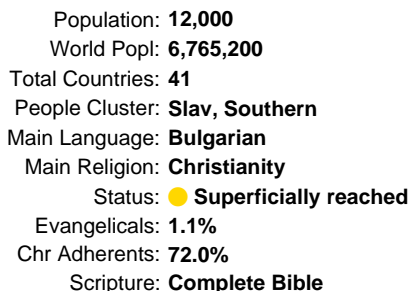 Population: 12,000
World Popl: 6,765,200
Total Countries: 41
People Cluster: Slav, Southern
Main Language: Bulgarian
Main Religion: Christianity
Status: Superficially reached
Evangelicals: 1.1%
Chr Adherents: 72.0%
Scripture: Complete Bible